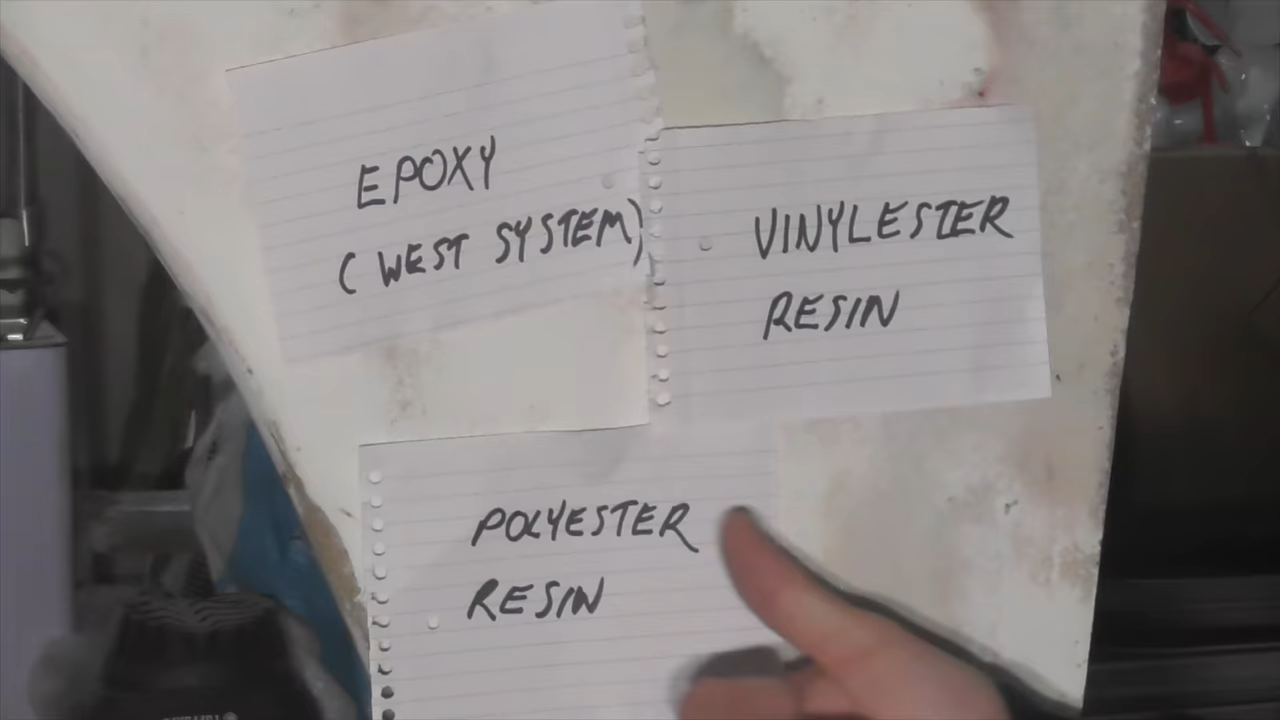 EPOXY
(WEST SYSTEM)
VINYLESTER
RESIN
POLYESTER
RESIN